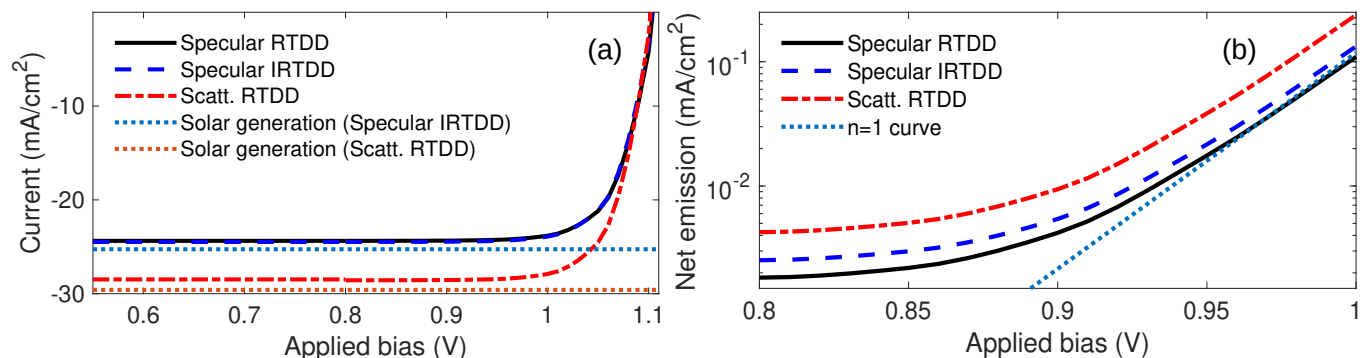 (a)
Specular RTDD
Specular IRTDD
Scatt. RTDD
Solar generation (Specular IRTDD)
Solar generation (Scatt. RTDD)
Current (mA/cm²)
-10
-20
-30
0.6 0.7 0.8 0.9 1 1.1
Applied bias (V)
(b)
Specular RTDD
Specular IRTDD
Scatt. RTDD
n=1 curve
Net emission (mA/cm²)
10⁻¹
10⁻²
0.8 0.85 0.9 0.95 1
Applied bias (V)